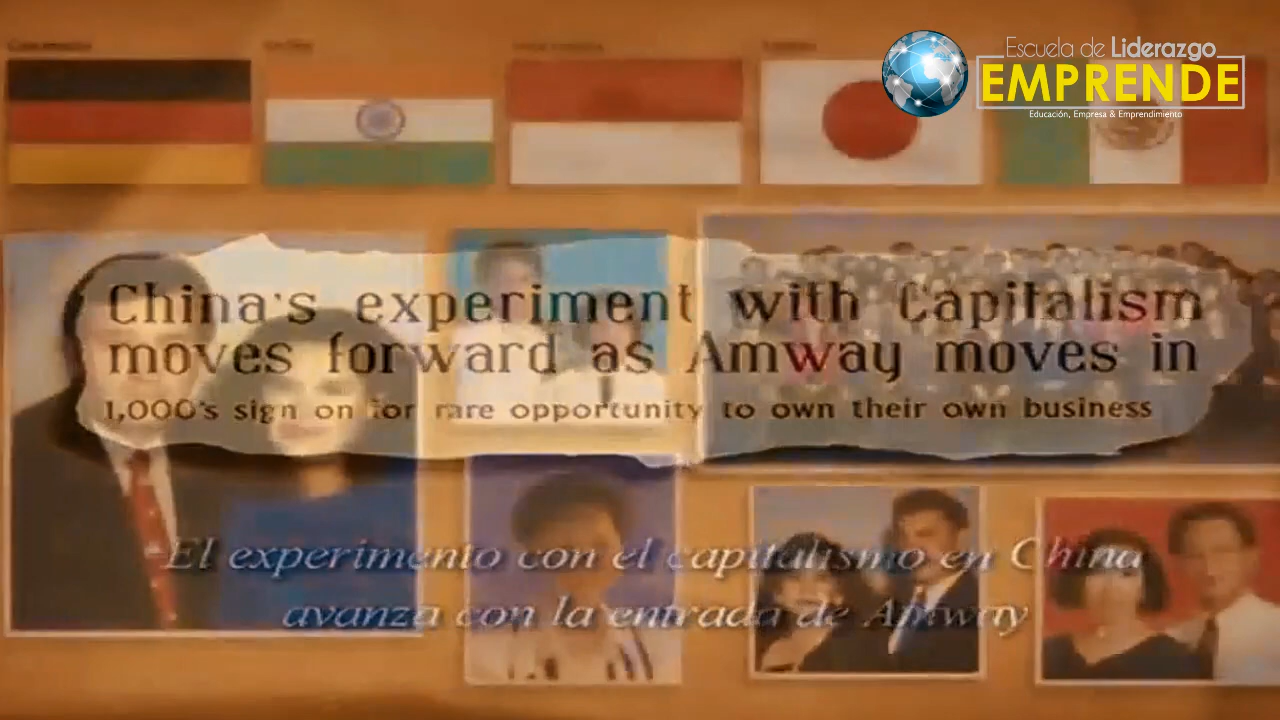 Escuela de Liderazgo
EMPRENDE
Educación, Empresa & Emprendimiento
China's experiment with Capitalism
moves forward as Amway moves in
1,000's sign on for rare opportunity to own their own business
El experimento con el capitalismo en China
avanza con la entrada de Amway